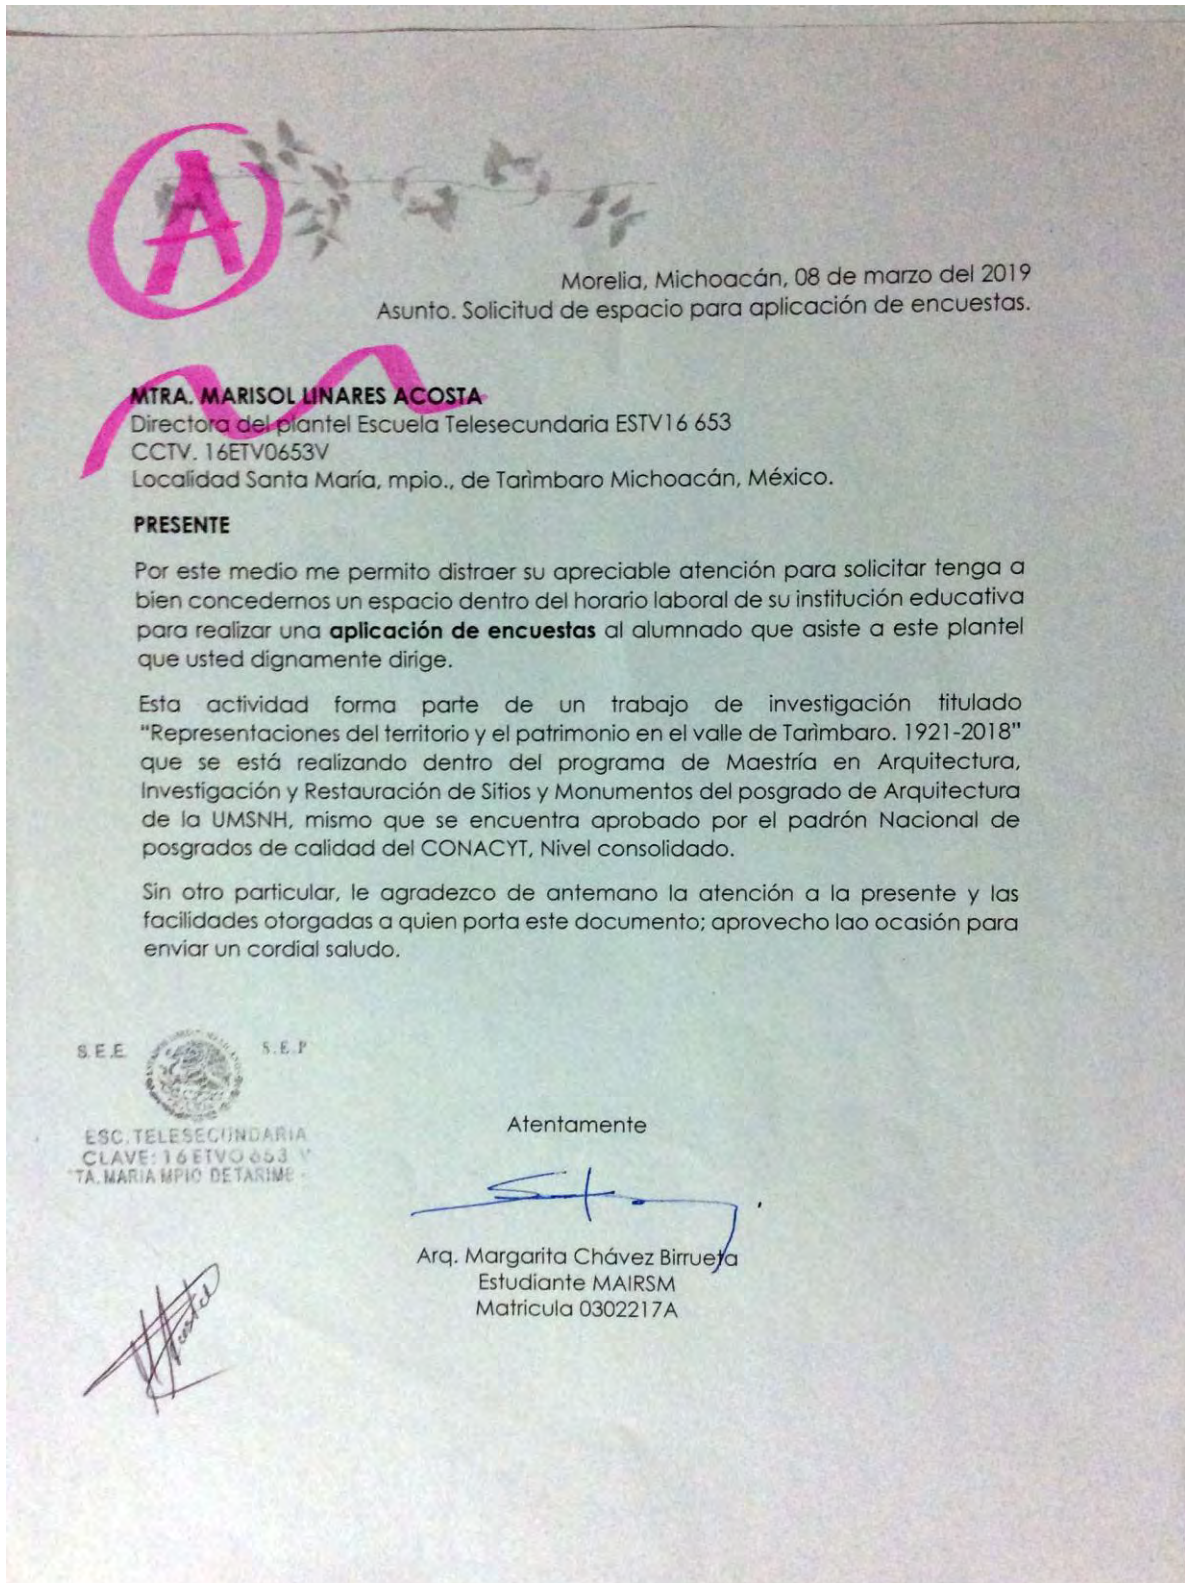 A
Morelia, Michoacán, 08 de marzo del 2019
Asunto. Solicitud de espacio para aplicación de encuestas.
MTRA. MARISOL LINARES ACOSTA
Directora del plantel Escuela Telesecundaria ESTV16 653
CCTV. 16ETV0653V
Localidad Santa María, mpio., de Tarìmbaro Michoacán, México.
PRESENTE
Por este medio me permito distraer su apreciable atención para solicitar tenga a
bien concedernos un espacio dentro del horario laboral de su institución educativa
para realizar una aplicación de encuestas al alumnado que asiste a este plantel
que usted dignamente dirige.
Esta actividad forma parte de un trabajo de investigación titulado
"Representaciones del territorio y el patrimonio en el valle de Tarìmbaro. 1921-2018"
que se está realizando dentro del programa de Maestría en Arquitectura,
Investigación y Restauración de Sitios y Monumentos del posgrado de Arquitectura
de la UMSNH, mismo que se encuentra aprobado por el padrón Nacional de
posgrados de calidad del CONACYT, Nivel consolidado.
Sin otro particular, le agradezco de antemano la atención a la presente y las
facilidades otorgadas a quien porta este documento; aprovecho lao ocasión para
enviar un cordial saludo.
S.E.E. S.E.P
ESC. TELESECUNDARIA
CLAVE: 16ETVO653 V
TA. MARIA MPIO DE TARIMB
Atentamente
Arq. Margarita Chávez Birrueta
Estudiante MAIRSM
Matricula 0302217A